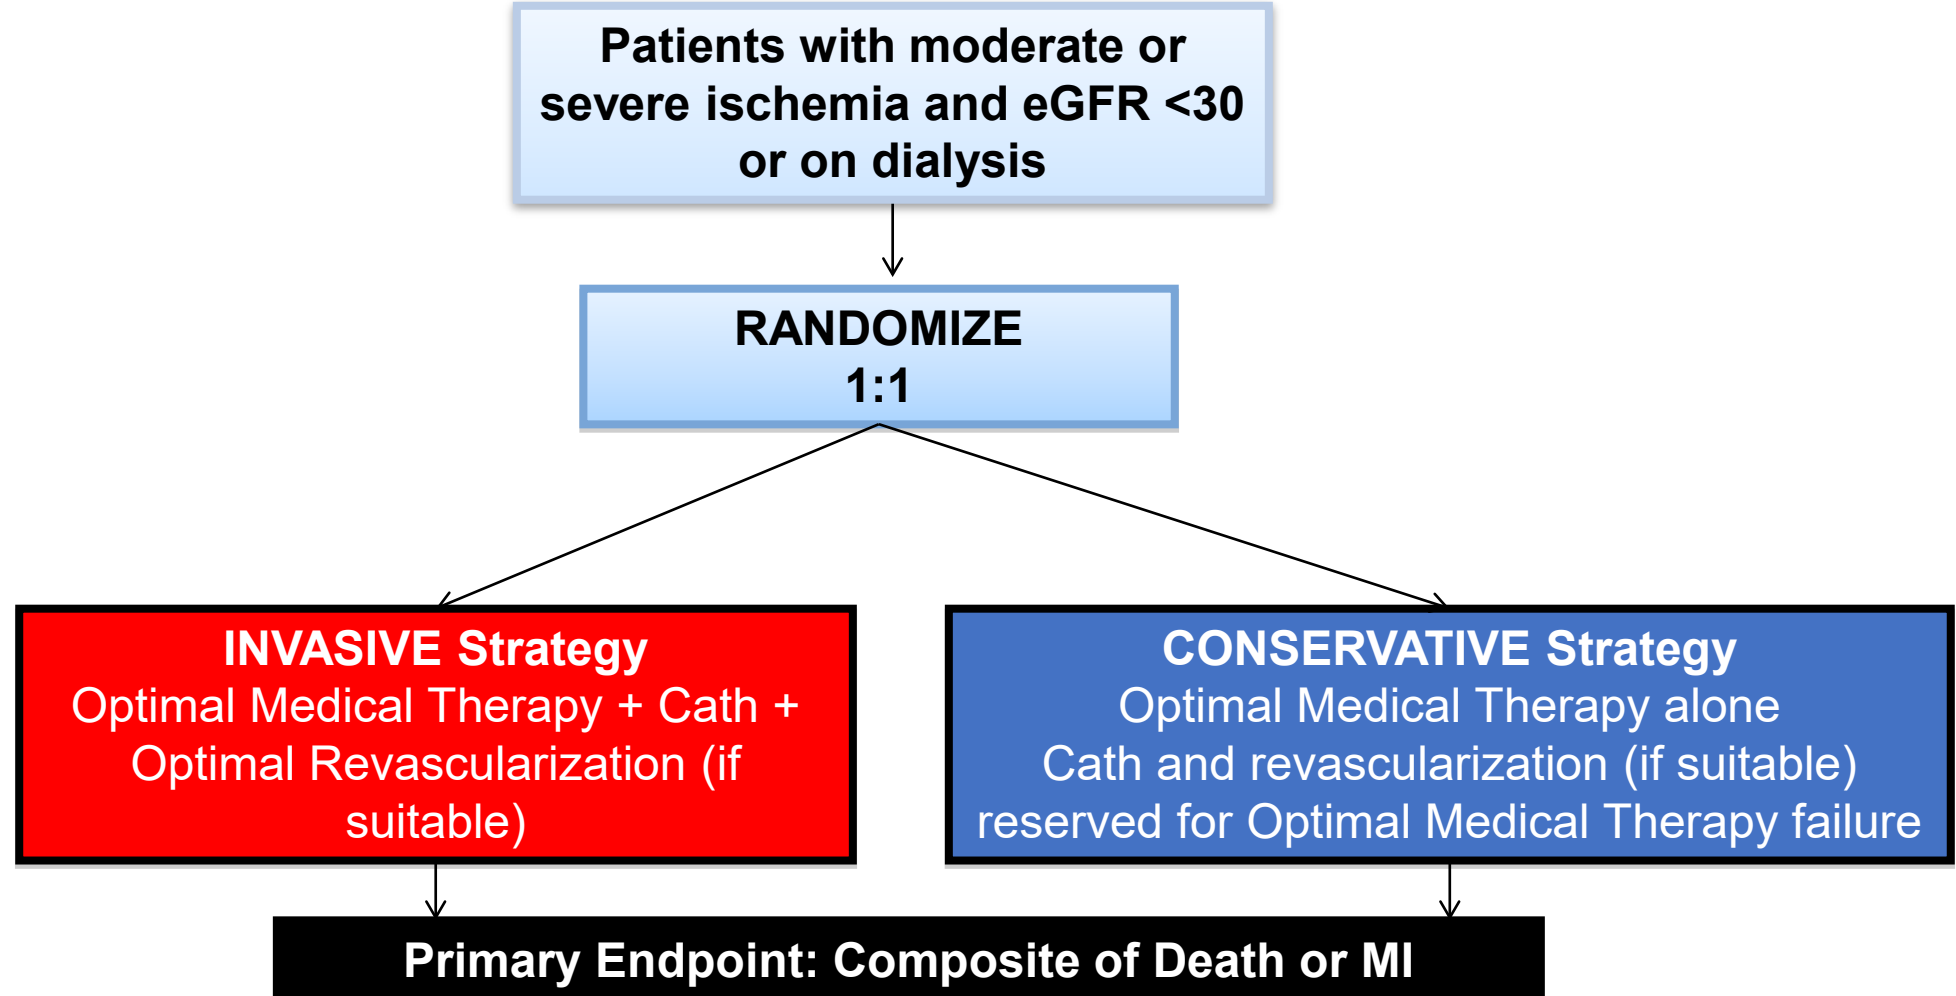 Patients with moderate or
severe ischemia and eGFR <30
or on dialysis
RANDOMIZE
1:1
INVASIVE Strategy
Optimal Medical Therapy + Cath +
Optimal Revascularization (if
suitable)
CONSERVATIVE Strategy
Optimal Medical Therapy alone
Cath and revascularization (if suitable)
reserved for Optimal Medical Therapy failure
Primary Endpoint: Composite of Death or MI